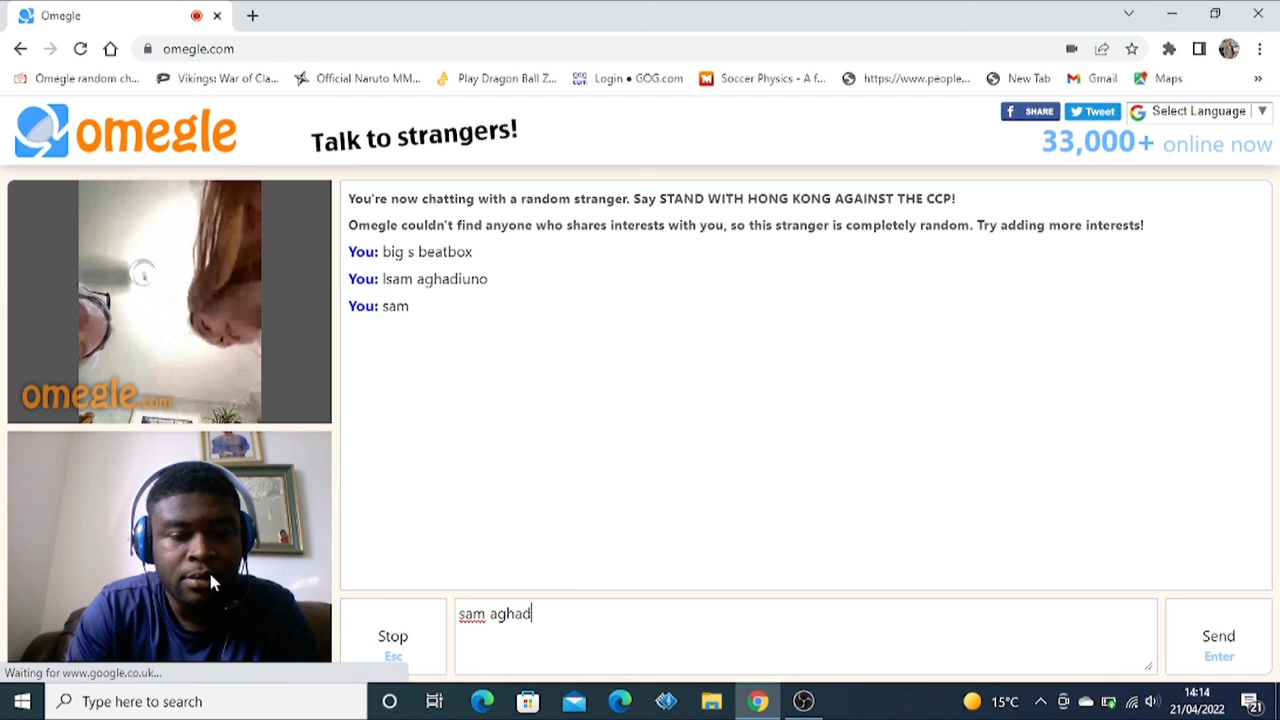 Omegle
omegle.com
Omegle random ch...
Vikings: War of Cla...
Official Naruto MM...
Play Dragon Ball Z...
Login ● GOG.com
Soccer Physics - A f...
https://www.people...
New Tab
Gmail
Maps
»
omegle
Talk to strangers!
SHARE
Tweet
Select Language
33,000+ online now
You're now chatting with a random stranger. Say STAND WITH HONG KONG AGAINST THE CCP!
Omegle couldn't find anyone who shares interests with you, so this stranger is completely random. Try adding more interests!
You: big s beatbox
You: lsam aghadiuno
You: sam
omegle.com
Stop
Esc
sam aghad
Send
Enter
Waiting for www.google.co.uk...
Type here to search
15°C
14:14
21/04/2022
21